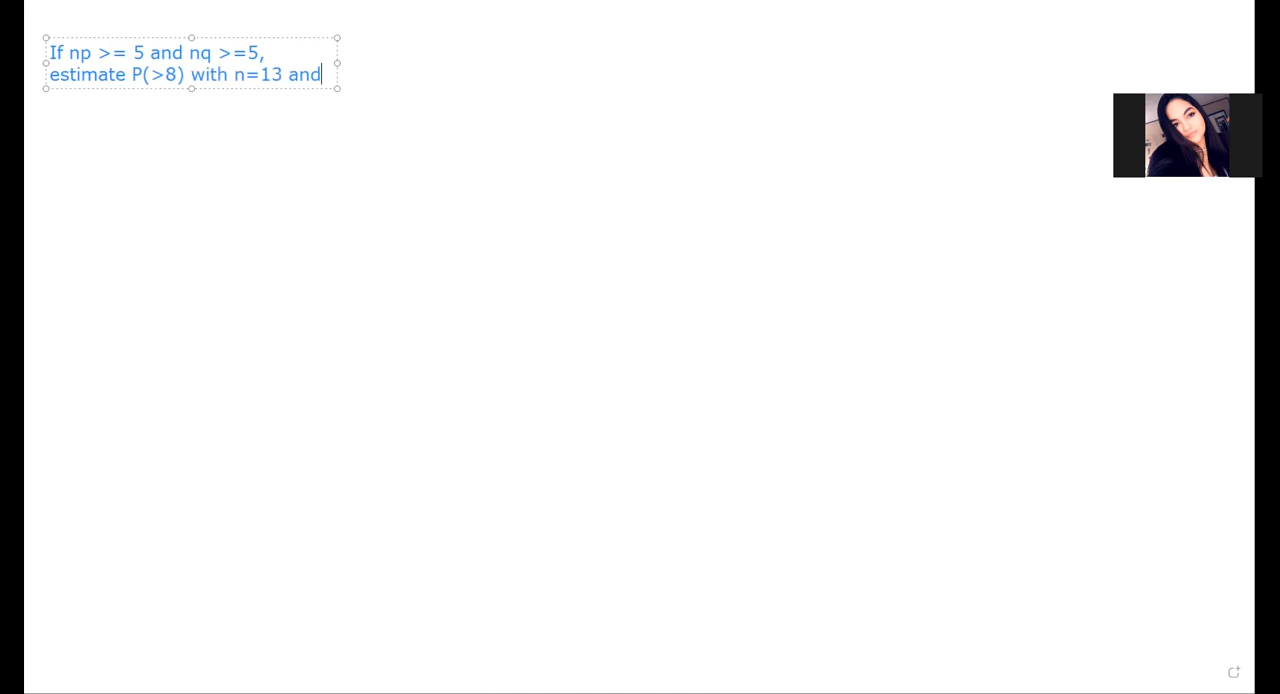 If np >= 5 and nq >=5,
estimate P(>8) with n=13 and